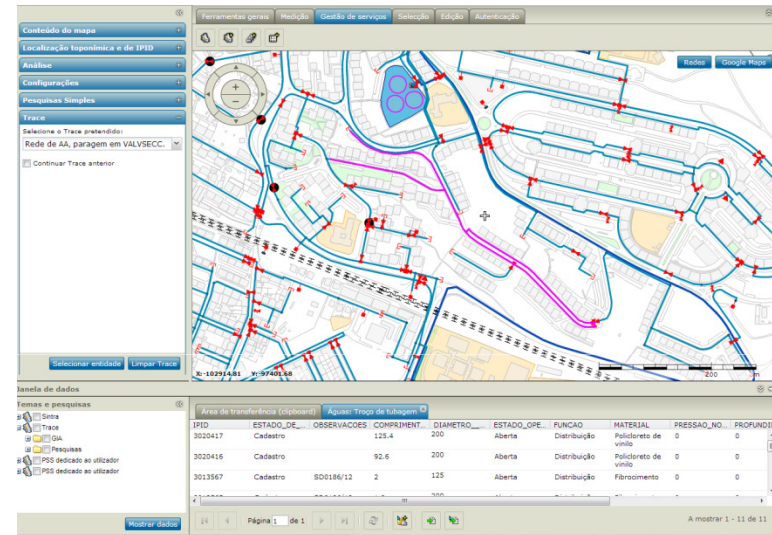 Ferramentas gerais Medição Gestão de serviços Selecção Edição Autenticação
Conteúdo do mapa
Localização toponímica e de IPID
Análise
Configurações
Pesquisas Simples
Trace
Selecione o Trace pretendido:
Rede de AA, paragem em VALVSECC.
Continuar Trace anterior
Selecionar entidade Limpar Trace
Redes Google Maps
X:-102914.81 Y:-97401.68
200 m
Janela de dados
Temas e pesquisas
Sintra
Trace
GIA
Pesquisas
PSS dedicado ao utilizador
PSS dedicado ao utilizador
Mostrar dados
Área de transferência (clipboard) Águas: Troço de tubagem
IPID ESTADO_DE_... OBSERVACOES COMPRIMENT... DIAMETRO__... ESTADO_OPE... FUNCAO MATERIAL PRESSAO_NO... PROFUNDI
3020417 Cadastro 125.4 200 Aberta Distribuição Policloreto de vinilo 0 0
3020416 Cadastro 92.6 200 Aberta Distribuição Policloreto de vinilo 0 0
3013567 Cadastro SD0186/12 2 125 Aberta Distribuição Fibrocimento 0 0
Página 1 de 1
A mostrar 1 - 11 de 11